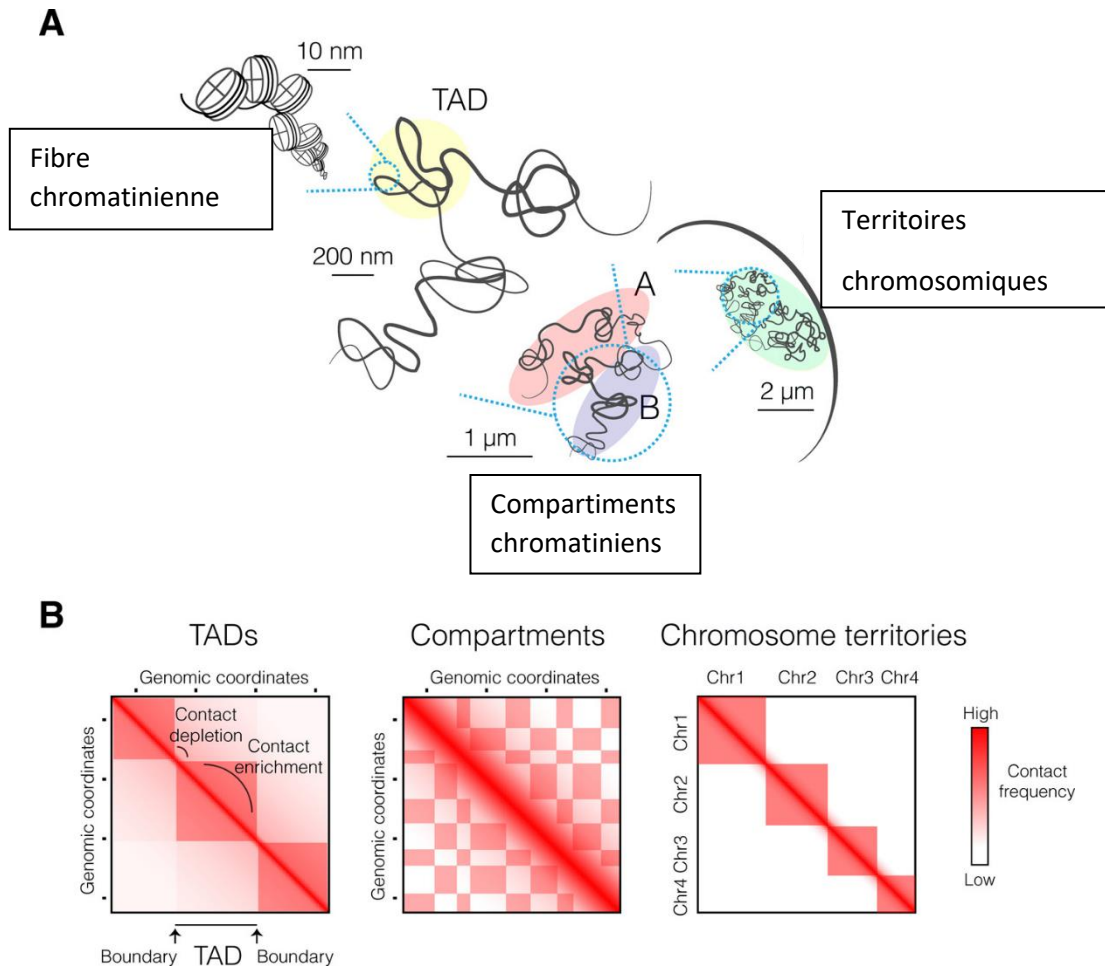 A
10 nm
TAD
Fibre
chromatinienne
Territoires
chromosomiques
200 nm
A
B
2 µm
1 µm
Compartiments
chromatiniens
B
TADs
Genomic coordinates
Genomic coordinates
Contact
depletion
Contact
enrichment
Boundary
TAD
Boundary
Compartments
Genomic coordinates
Genomic coordinates
Chromosome territories
Chr1 Chr2 Chr3 Chr4
Chr1
Chr2
Chr3
Chr4
High
Contact
frequency
Low